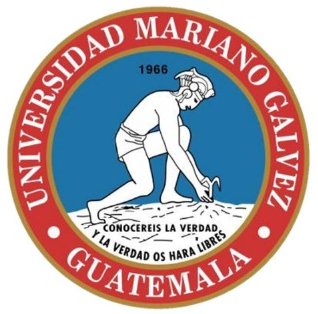 UNIVERSIDAD MARIANO GALVEZ
1966
CONOCEREIS LA VERDAD
Y LA VERDAD OS HARA LIBRES
GUATEMALA